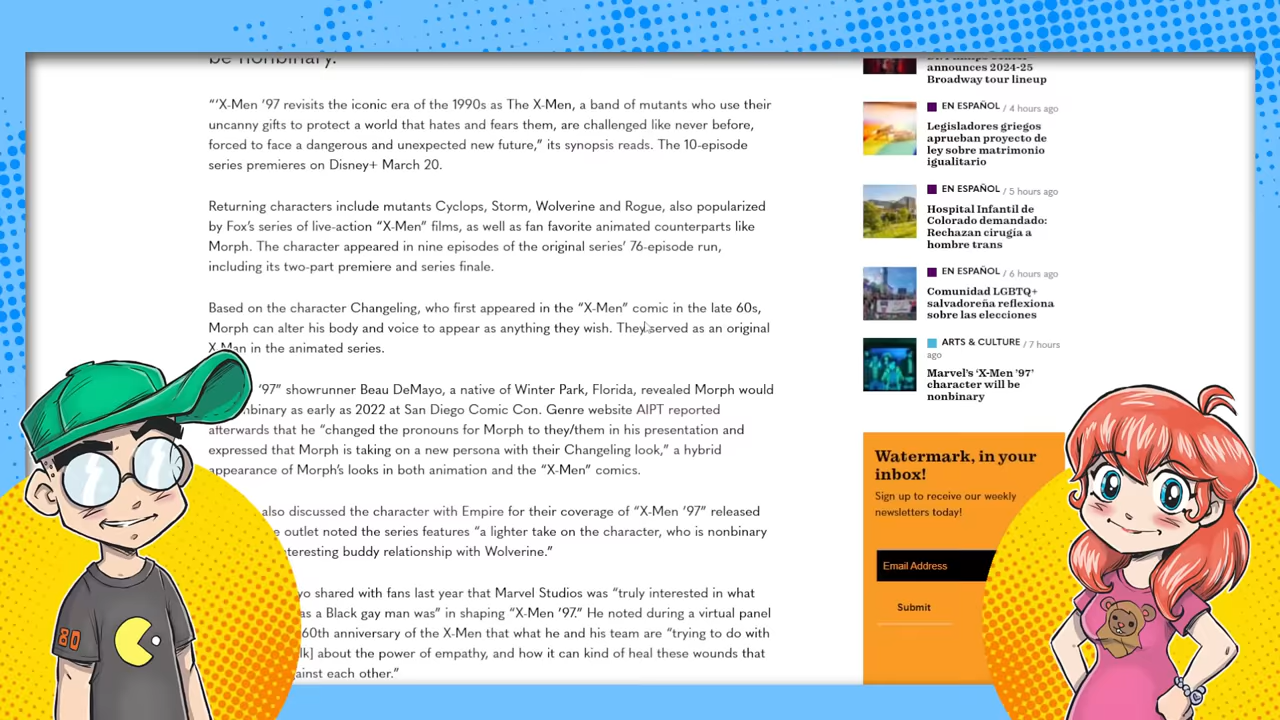 be nonbinary.
“‘X-Men ’97 revisits the iconic era of the 1990s as The X-Men, a band of mutants who use their
uncanny gifts to protect a world that hates and fears them, are challenged like never before,
forced to face a dangerous and unexpected new future,” its synopsis reads. The 10-episode
series premieres on Disney+ March 20.
Returning characters include mutants Cyclops, Storm, Wolverine and Rogue, also popularized
by Fox’s series of live-action “X-Men” films, as well as fan favorite animated counterparts like
Morph. The character appeared in nine episodes of the original series’ 76-episode run,
including its two-part premiere and series finale.
Based on the character Changeling, who first appeared in the “X-Men” comic in the late 60s,
Morph can alter his body and voice to appear as anything they wish. They served as an original
X-Man in the animated series.
’97” showrunner Beau DeMayo, a native of Winter Park, Florida, revealed Morph would
nbinary as early as 2022 at San Diego Comic Con. Genre website AIPT reported
afterwards that he “changed the pronouns for Morph to they/them in his presentation and
expressed that Morph is taking on a new persona with their Changeling look,” a hybrid
appearance of Morph’s looks in both animation and the “X-Men” comics.
also discussed the character with Empire for their coverage of “X-Men ’97” released
outlet noted the series features “a lighter take on the character, who is nonbinary
nteresting buddy relationship with Wolverine.”
yo shared with fans last year that Marvel Studios was “truly interested in what
as a Black gay man was” in shaping “X-Men ’97.” He noted during a virtual panel
60th anniversary of the X-Men that what he and his team are “trying to do with
lk] about the power of empathy, and how it can kind of heal these wounds that
ainst each other.”
announces 2024-25
Broadway tour lineup
EN ESPAÑOL / 4 hours ago
Legisladores griegos
aprueban proyecto de
ley sobre matrimonio
igualitario
EN ESPAÑOL / 5 hours ago
Hospital Infantil de
Colorado demandado:
Rechazan cirugía a
hombre trans
EN ESPAÑOL / 6 hours ago
Comunidad LGBTQ+
salvadoreña reflexiona
sobre las elecciones
ARTS & CULTURE / 7 hours
ago
Marvel’s ‘X-Men ’97’
character will be
nonbinary
Watermark, in your
inbox!
Sign up to receive our weekly
newsletters today!
Email Address
Submit
80